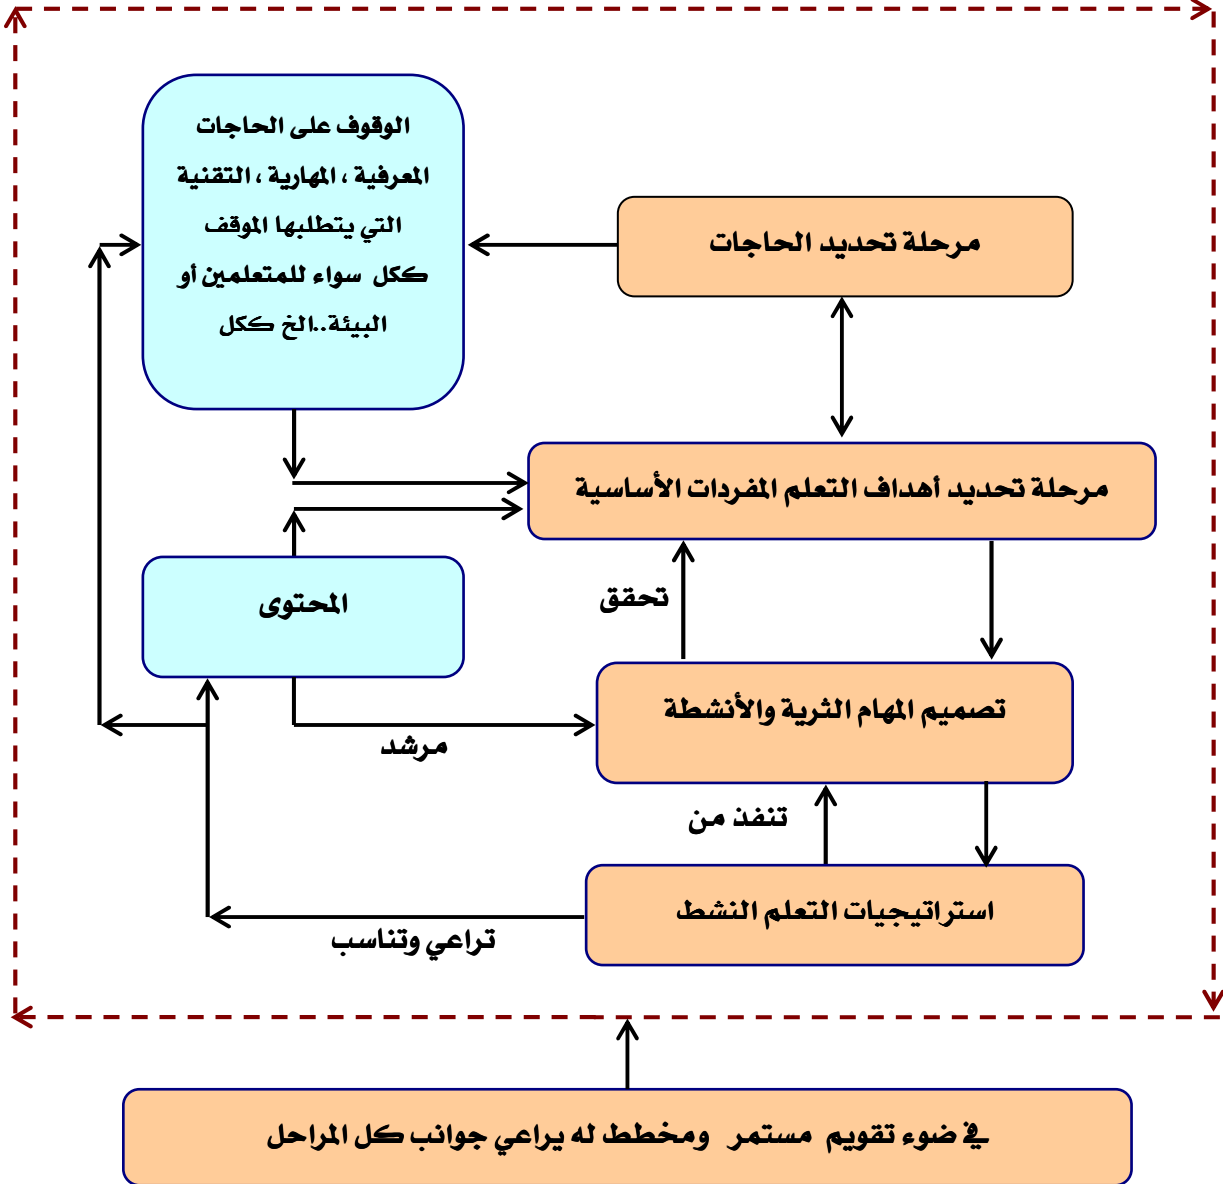 الوقوف على الحاجات
المعرفية ، المهارية ، التقنية
التي يتطلبها الموقف
ككل سواء للمتعلمين أو
البيئة..الخ ككل
مرحلة تحديد الحاجات
مرحلة تحديد أهداف التعلم المفردات الأساسية
تحقق
المحتوى
تصميم المهام الثرية والأنشطة
مرشد
تنفذ من
استراتيجيات التعلم النشط
تراعي وتناسب
في ضوء تقويم مستمر ومخطط له يراعي جوانب كل المراحل